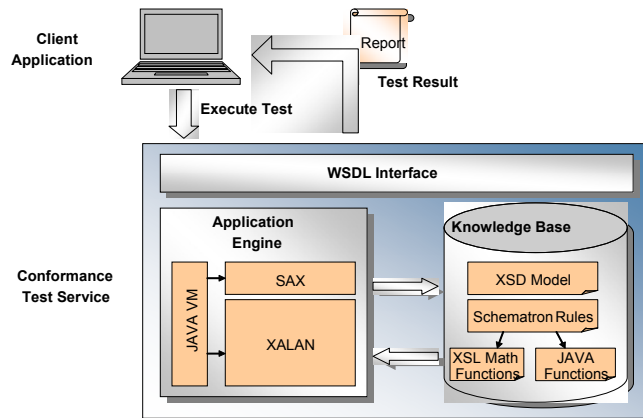 Client
Application
Report
Test Result
Execute Test
WSDL Interface
Conformance
Test Service
Application
Engine
JAVA VM
SAX
XALAN
Knowledge Base
XSD Model
Schematron Rules
XSL Math
Functions
JAVA
Functions